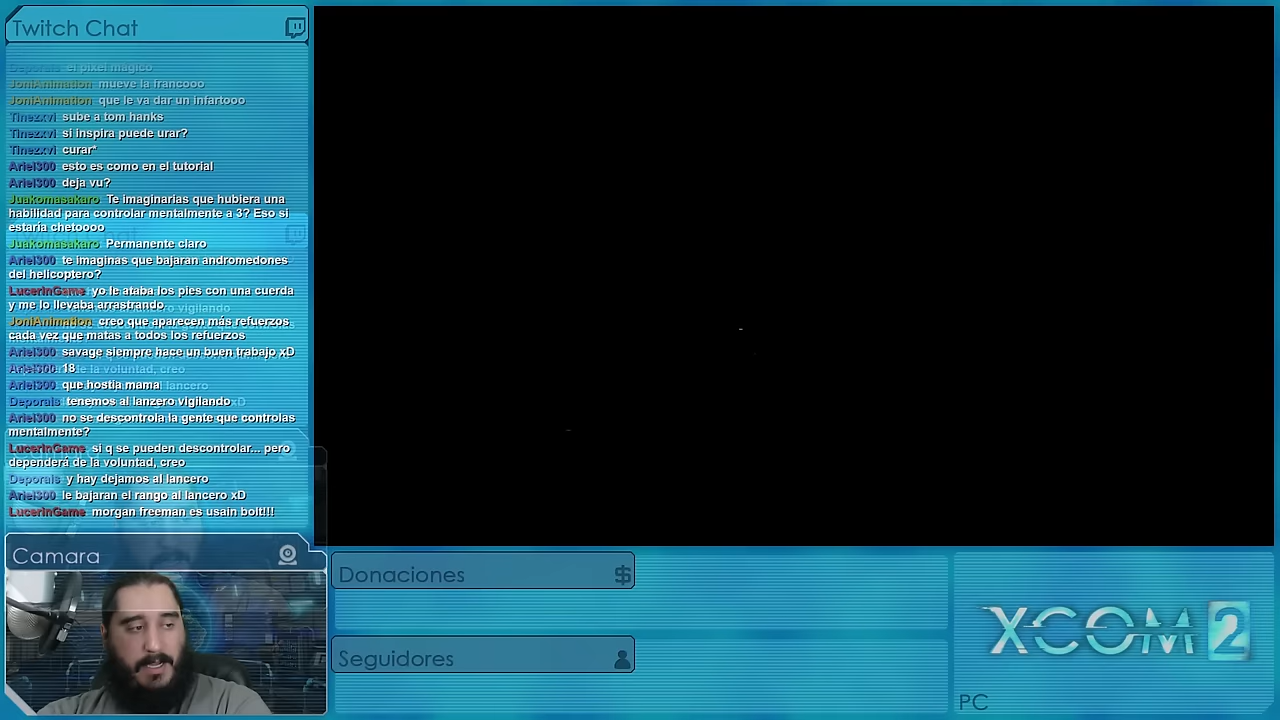 Twitch Chat
Deporals el pixel magico
JoniAnimation mueve la francooo
JoniAnimation que le va dar un infartooo
Tinezxvi sube a tom hanks
Tinezxvi si inspira puede urar?
Tinezxvi curar*
Ariel300 esto es como en el tutorial
Ariel300 deja vu?
Juakomasakaro Te imaginarias que hubiera una
habilidad para controlar mentalmente a 3? Eso si
estaria chetoooo
Juakomasakaro Permanente claro
Ariel300 te imaginas que bajaran andromedones
del helicoptero?
LucerinGame yo le ataba los pies con una cuerda
y me lo llevaba arrastrando
JoniAnimation creo que aparecen más refuerzos
cada vez que matas a todos los refuerzos
Ariel300 savage siempre hace un buen trabajo xD
Ariel300 18
Ariel300 que hostia mama
Deporals tenemos al lanzero vigilando
Ariel300 no se descontrola la gente que controlas
mentalmente?
LucerinGame si q se pueden descontrolar... pero
dependerá de la voluntad, creo
Deporals y hay dejamos al lancero
Ariel300 le bajaran el rango al lancero xD
LucerinGame morgan freeman es usain bolt!!!
Camara
Donaciones
Seguidores
XCOM 2
PC